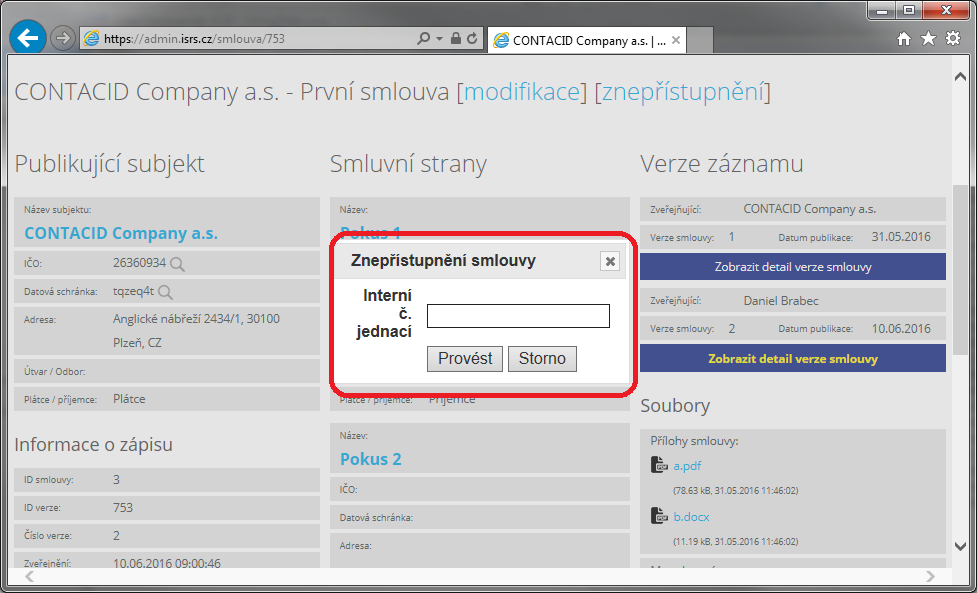 https://admin.isrs.cz/smlouva/753
CONTACID Company a.s. | ...
CONTACID Company a.s. - První smlouva [modifikace] [znepřístupnění]
Publikující subjekt
Název subjektu:
CONTACID Company a.s.
IČO: 26360934
Datová schránka: tqzeq4t
Adresa: Anglické nábřeží 2434/1, 30100
Plzeň, CZ
Útvar / Odbor:
Plátce / příjemce: Plátce
Informace o zápisu
ID smlouvy: 3
ID verze: 753
Číslo verze: 2
Zveřejnění: 10.06.2016 09:00:46
Smluvní strany
Název:
Pokus 1
Znepřístupnění smlouvy
Interní
č.
jednací
Provést Storno
Plátce / příjemce: Příjemce
Název:
Pokus 2
IČO:
Datová schránka:
Adresa:
Verze záznamu
Zveřejňující: CONTACID Company a.s.
Verze smlouvy: 1 Datum publikace: 31.05.2016
Zobrazit detail verze smlouvy
Zveřejňující: Daniel Brabec
Verze smlouvy: 2 Datum publikace: 10.06.2016
Zobrazit detail verze smlouvy
Soubory
Přílohy smlouvy:
a.pdf
(78.63 kB, 31.05.2016 11:46:02)
b.docx
(11.19 kB, 31.05.2016 11:46:02)